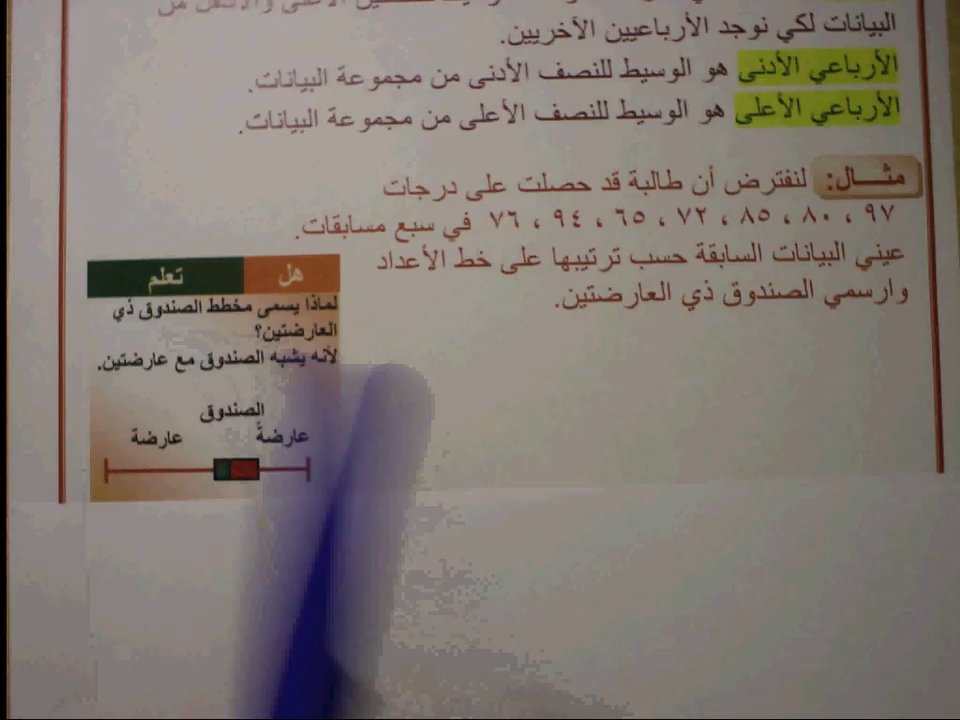 الأعلى والأدنى من
البيانات لكي نوجد الأرباعيين الآخريين.
الأرباعي الأدنى هو الوسيط للنصف الأدنى من مجموعة البيانات.
الأرباعي الأعلى هو الوسيط للنصف الأعلى من مجموعة البيانات.
مثال: لنفترض أن طالبة قد حصلت على درجات
٩٧ ، ٨٠ ، ٨٥ ، ٧٢ ، ٦٥ ، ٩٤ ، ٧٦ في سبع مسابقات.
عيني البيانات السابقة حسب ترتيبها على خط الأعداد
وارسمي الصندوق ذي العارضتين.
هل تعلم
لماذا يسمى مخطط الصندوق ذي
العارضتين؟
لأنه يشبه الصندوق مع عارضتين.
الصندوق
عارضة عارضة